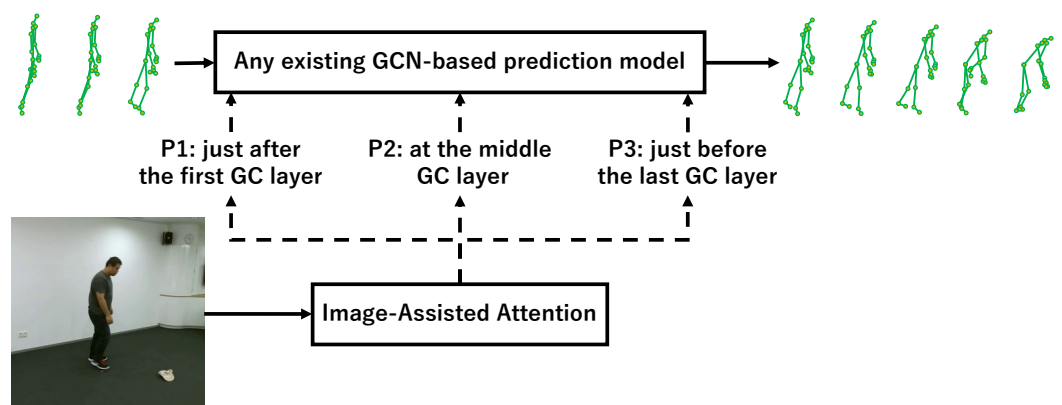 Any existing GCN-based prediction model
P1: just after
the first GC layer
P2: at the middle
GC layer
P3: just before
the last GC layer
Image-Assisted Attention